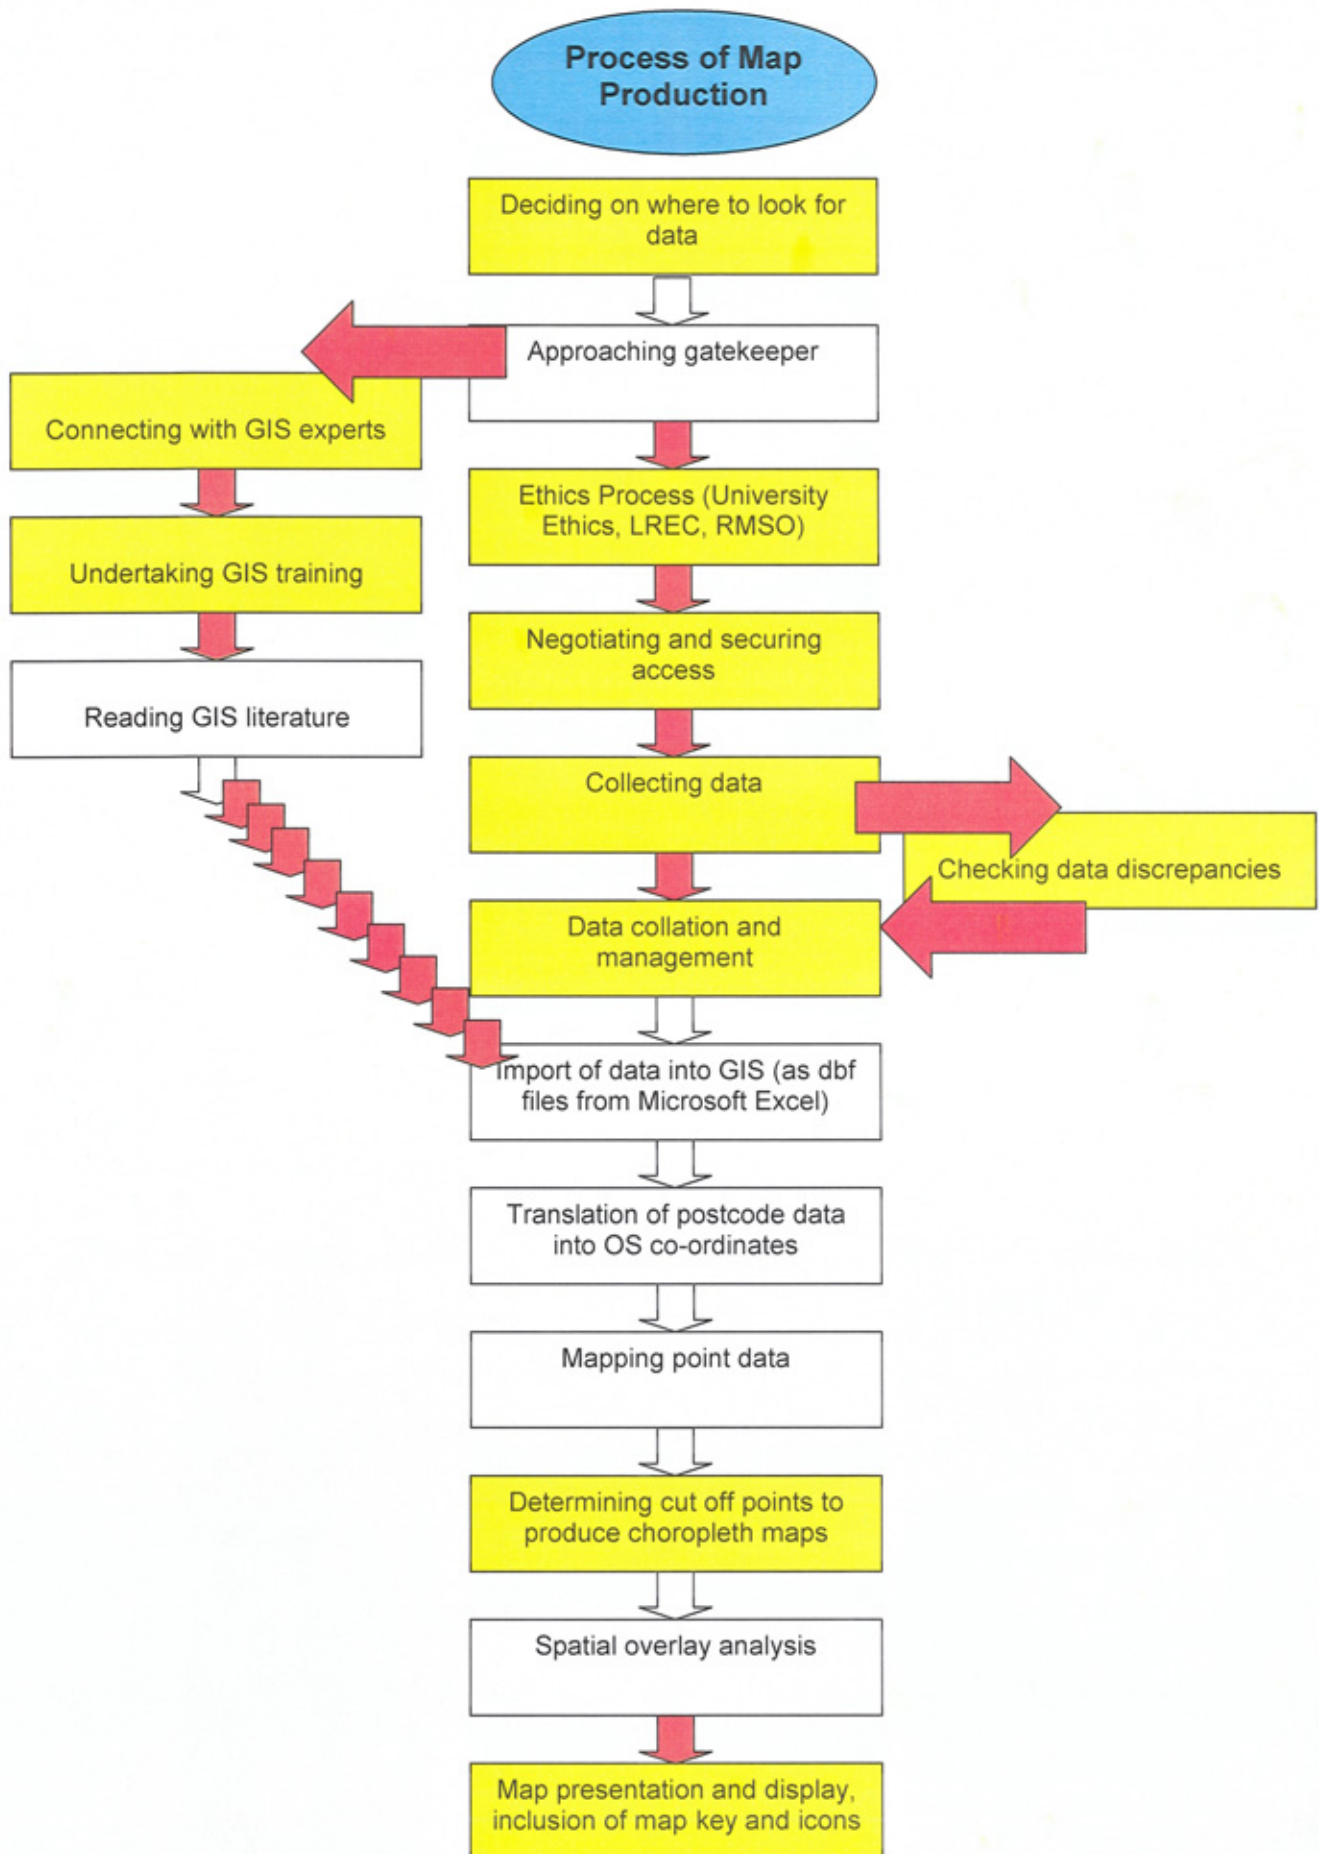 Process of Map
Production
Deciding on where to look for
data
Approaching gatekeeper
Connecting with GIS experts
Undertaking GIS training
Reading GIS literature
Ethics Process (University
Ethics, LREC, RMSO)
Negotiating and securing
access
Collecting data
Checking data discrepancies
Data collation and
management
Import of data into GIS (as dbf
files from Microsoft Excel)
Translation of postcode data
into OS co-ordinates
Mapping point data
Determining cut off points to
produce choropleth maps
Spatial overlay analysis
Map presentation and display,
inclusion of map key and icons